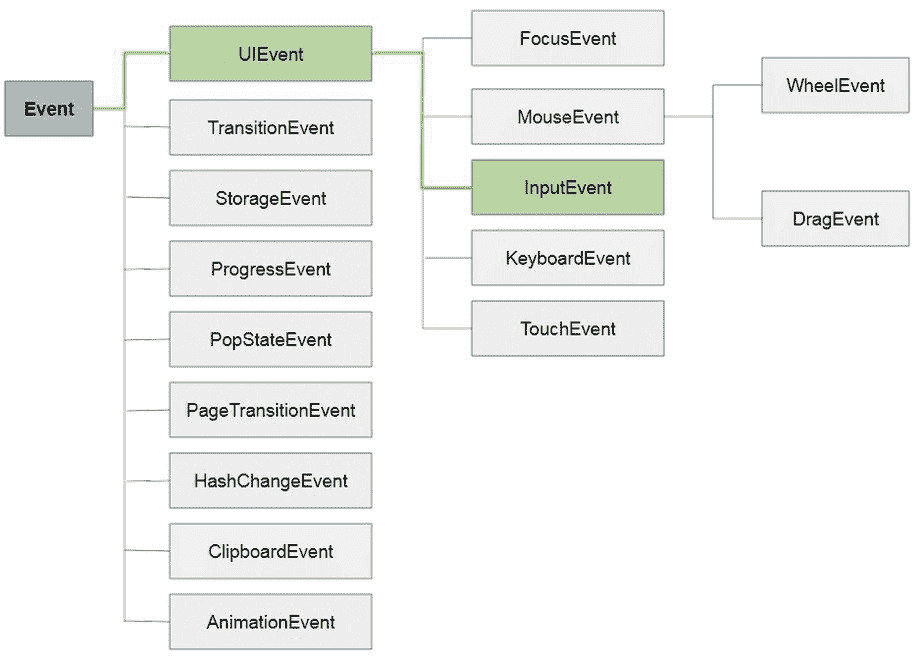 Event
UIEvent
TransitionEvent
StorageEvent
ProgressEvent
PopStateEvent
PageTransitionEvent
HashChangeEvent
ClipboardEvent
AnimationEvent
FocusEvent
MouseEvent
InputEvent
KeyboardEvent
TouchEvent
WheelEvent
DragEvent